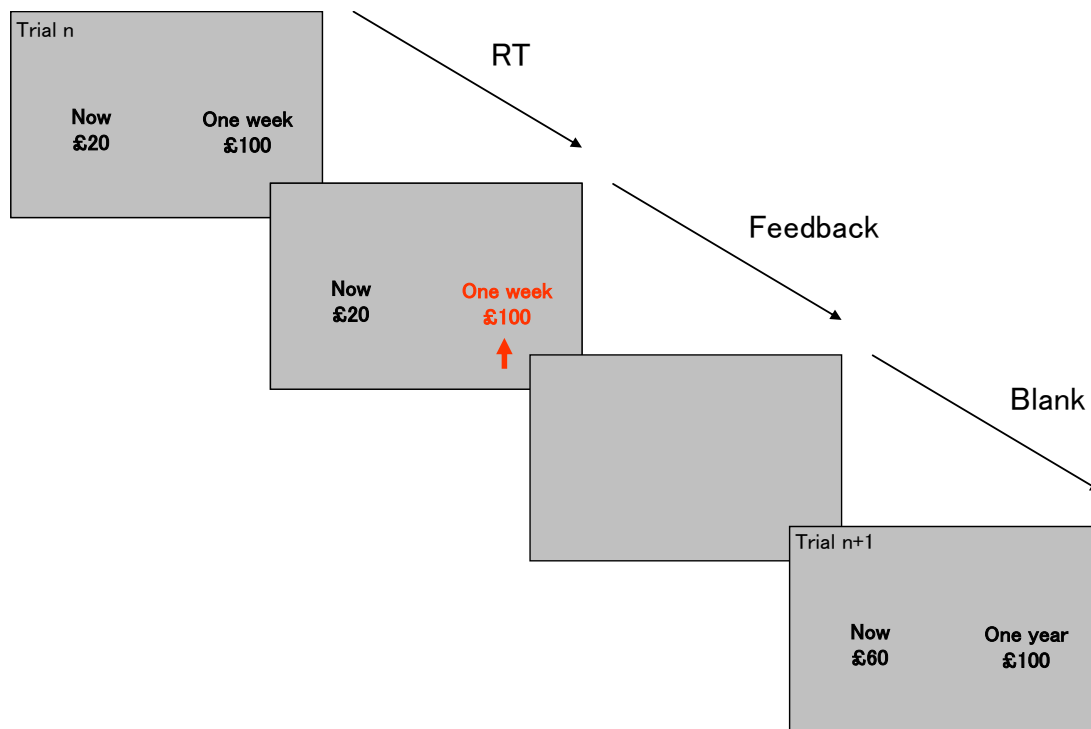 Trial n
Now
£20
One week
£100
RT
Now
£20
One week
£100
Feedback
Blank
Trial n+1
Now
£60
One year
£100